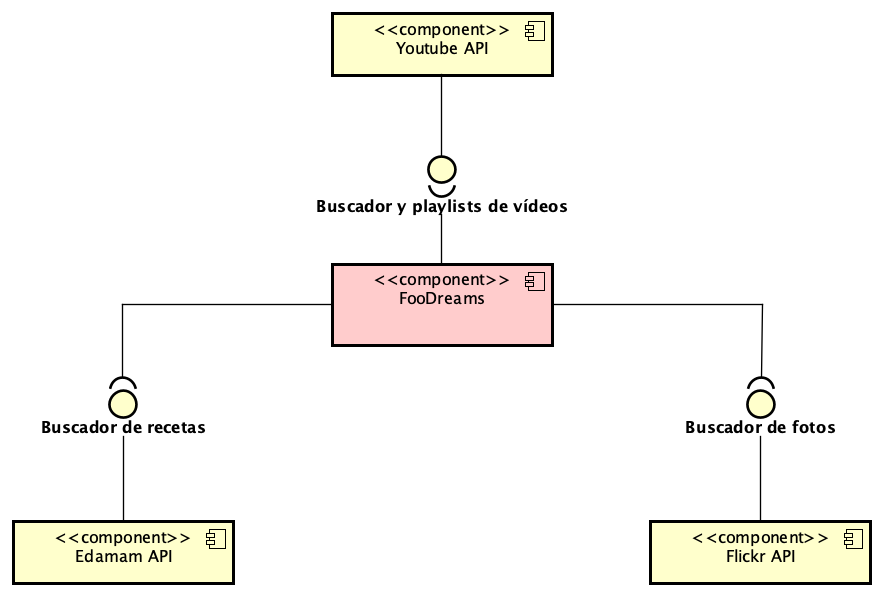 <<component>>
Youtube API
Buscador y playlists de vídeos
<<component>>
FooDreams
Buscador de recetas
Buscador de fotos
<<component>>
Edamam API
<<component>>
Flickr API